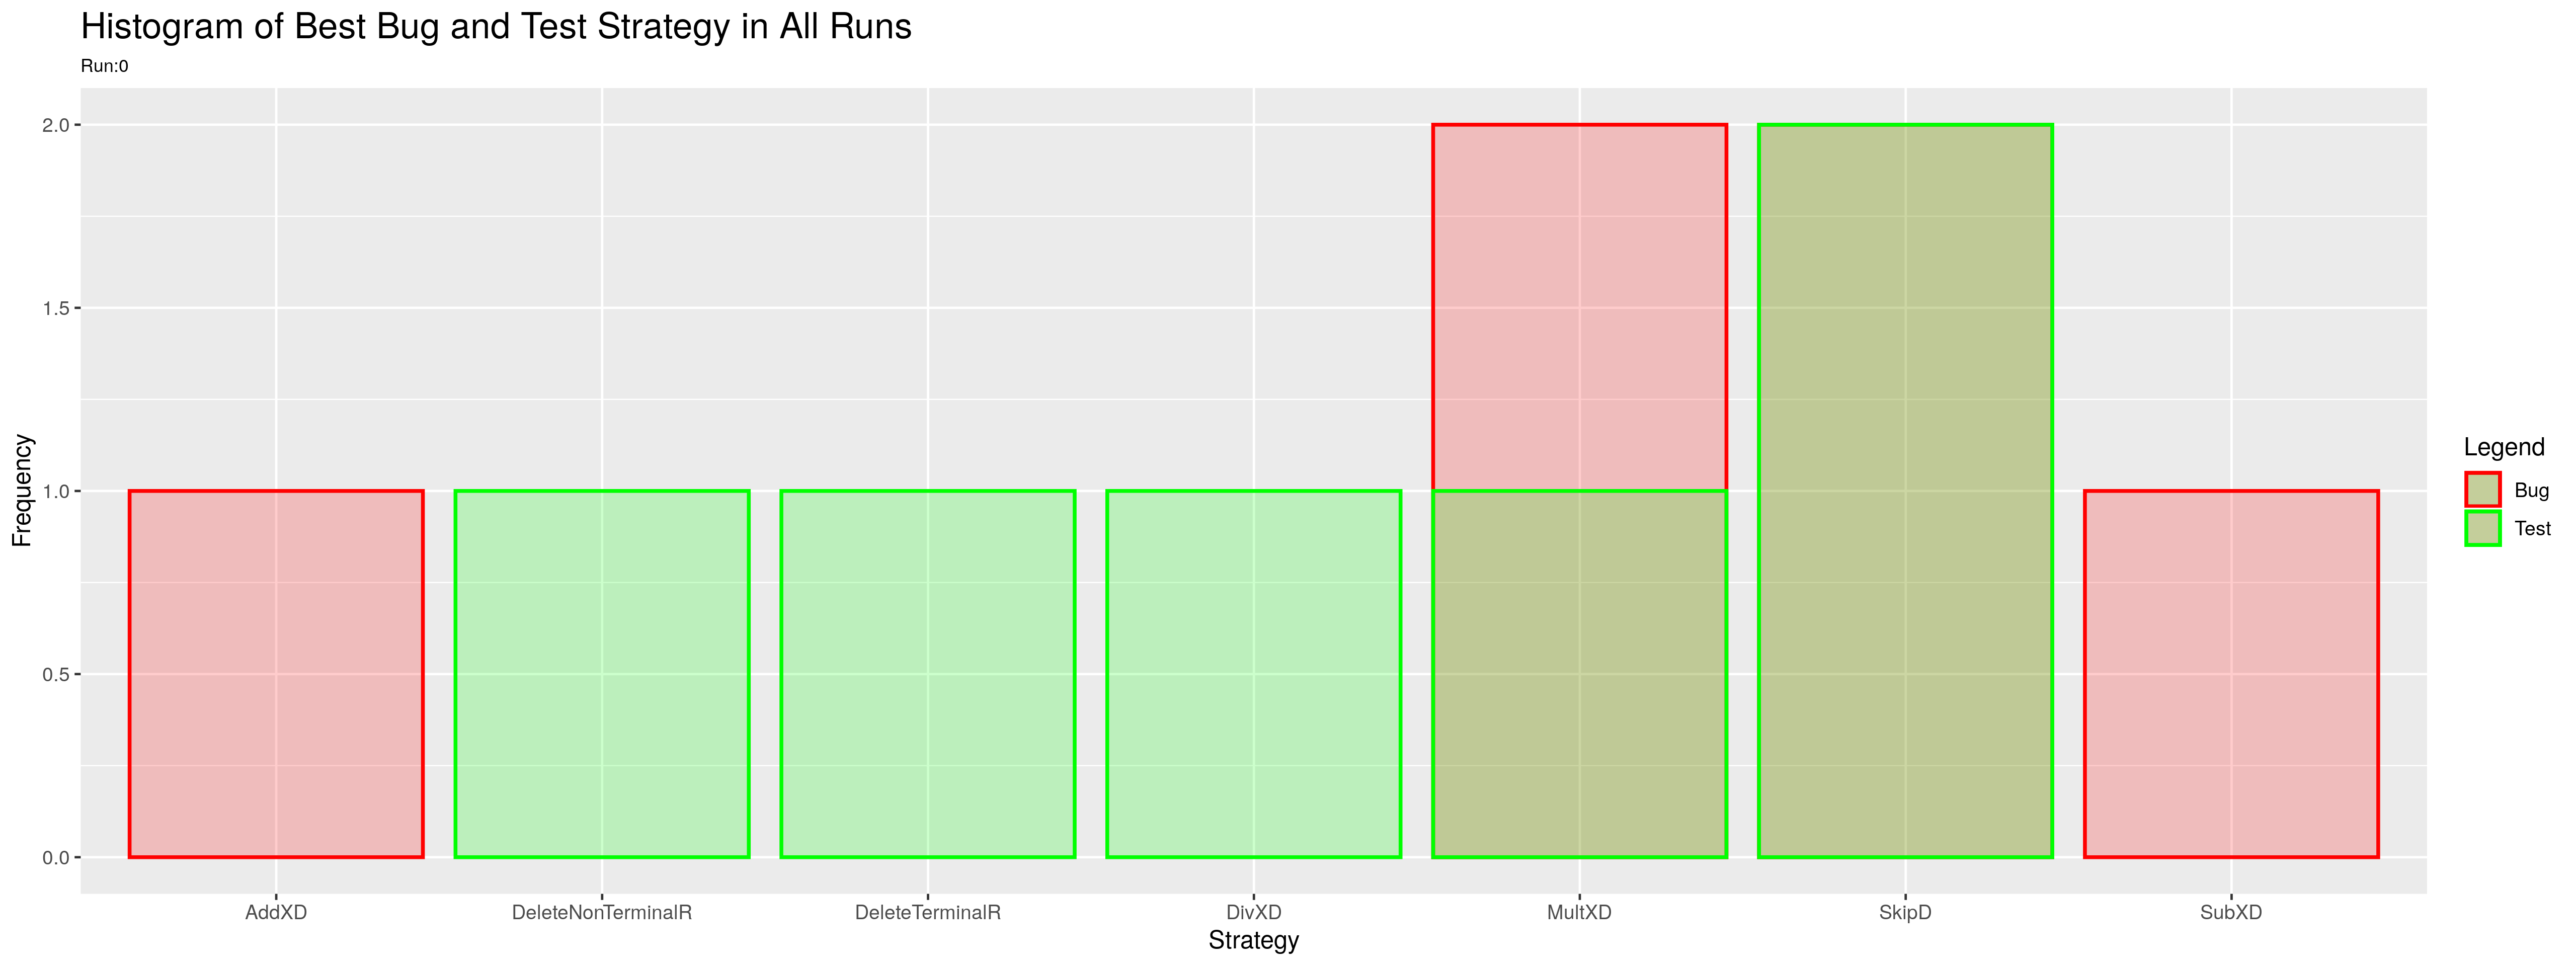 Histogram of Best Bug and Test Strategy in All Runs
Run:0
Frequency
2.0
1.5
1.0
0.5
0.0
AddXD DeleteNonTerminalR DeleteTerminalR DivXD MultXD SkipD SubXD
Strategy
Legend
Bug
Test